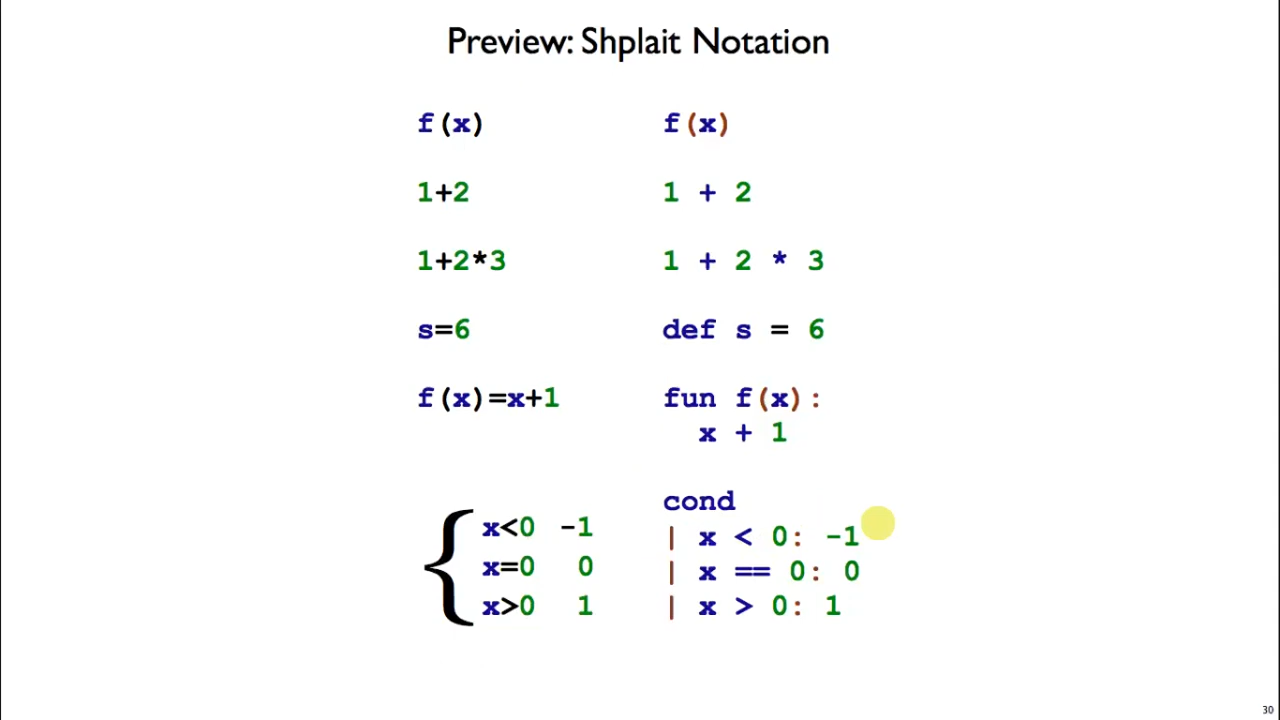 Preview: Shplait Notation
f(x) f(x)
1+2 1 + 2
1+2*3 1 + 2 * 3
s=6 def s = 6
f(x)=x+1 fun f(x):
x + 1
cond
x<0 -1 | x < 0: -1
x=0 0 | x == 0: 0
x>0 1 | x > 0: 1
30